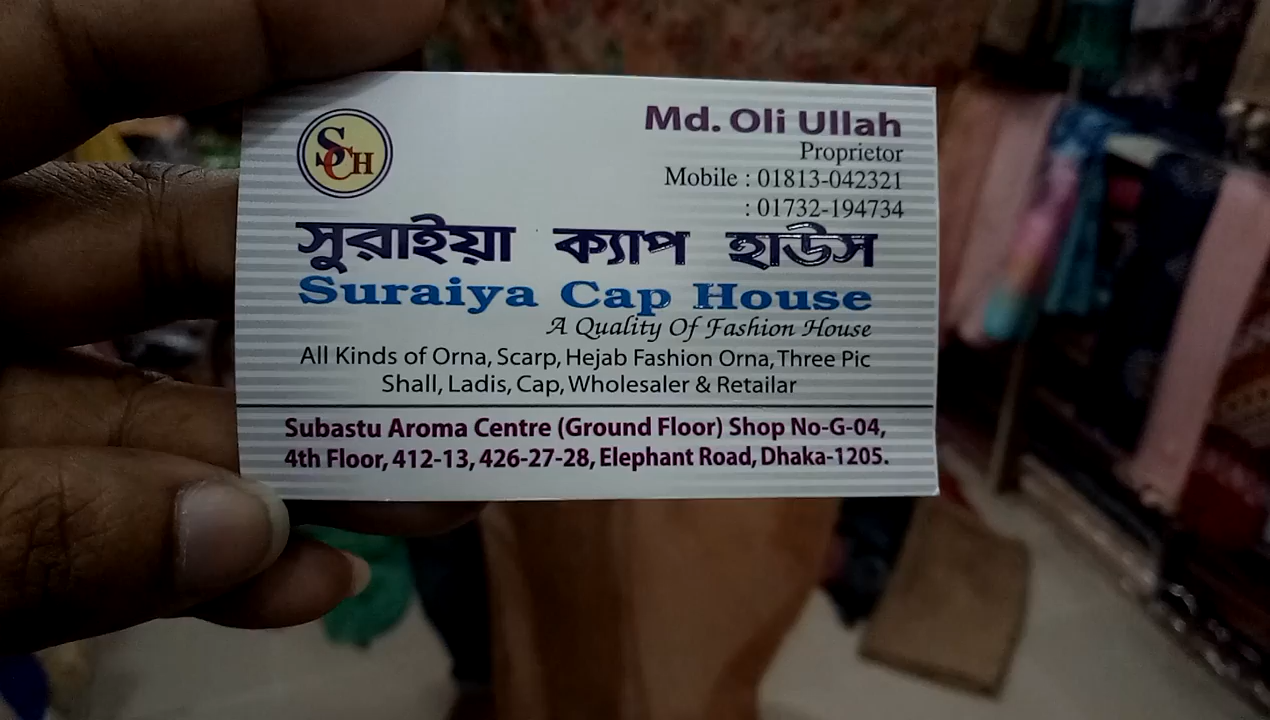 SCH
Md. Oli Ullah
Proprietor
Mobile : 01813-042321
: 01732-194734
সুরাইয়া ক্যাপ হাউস
Suraiya Cap House
A Quality Of Fashion House
All Kinds of Orna, Scarp, Hejab Fashion Orna, Three Pic
Shall, Ladis, Cap, Wholesaler & Retailar
Subastu Aroma Centre (Ground Floor) Shop No-G-04,
4th Floor, 412-13, 426-27-28, Elephant Road, Dhaka-1205.